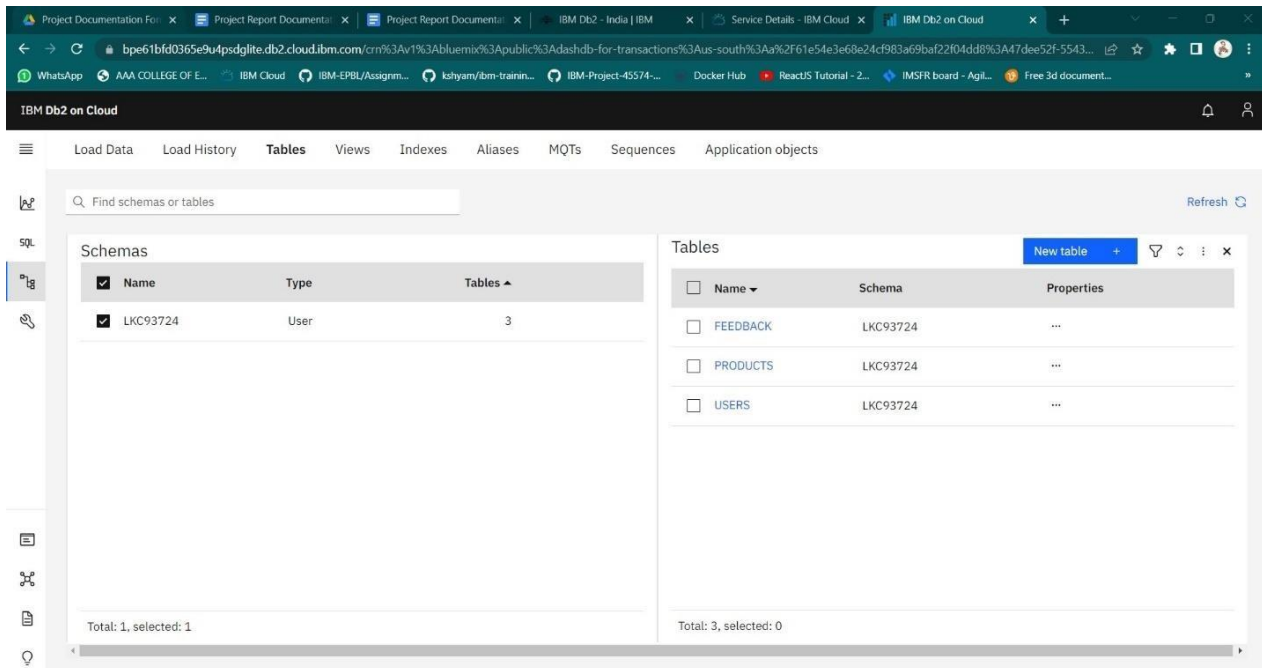 Project Documentation For
Project Report Documentat
Project Report Documentat
IBM Db2 - India | IBM
Service Details - IBM Cloud
IBM Db2 on Cloud
bpe61bfd0365e9u4psdglite.db2.cloud.ibm.com/crn%3Av1%3Abluemix%3Apublic%3Adashdb-for-transactions%3Aus-south%3Aa%2F61e54e3e68e24cf983a69baf22f04dd8%3A47dee52f-5543...
WhatsApp
AAA COLLEGE OF E...
IBM Cloud
IBM-EPBL/Assignm...
kshyam/ibm-trainin...
IBM-Project-45574-...
Docker Hub
ReactJS Tutorial - 2...
IMSFR board - Agil...
Free 3d document...
IBM Db2 on Cloud
Load Data Load History Tables Views Indexes Aliases MQTs Sequences Application objects
Find schemas or tables
Refresh
SQL
Schemas
Name Type Tables
LKC93724 User 3
Total: 1, selected: 1
Tables
New table +
Name Schema Properties
FEEDBACK LKC93724 ...
PRODUCTS LKC93724 ...
USERS LKC93724 ...
Total: 3, selected: 0